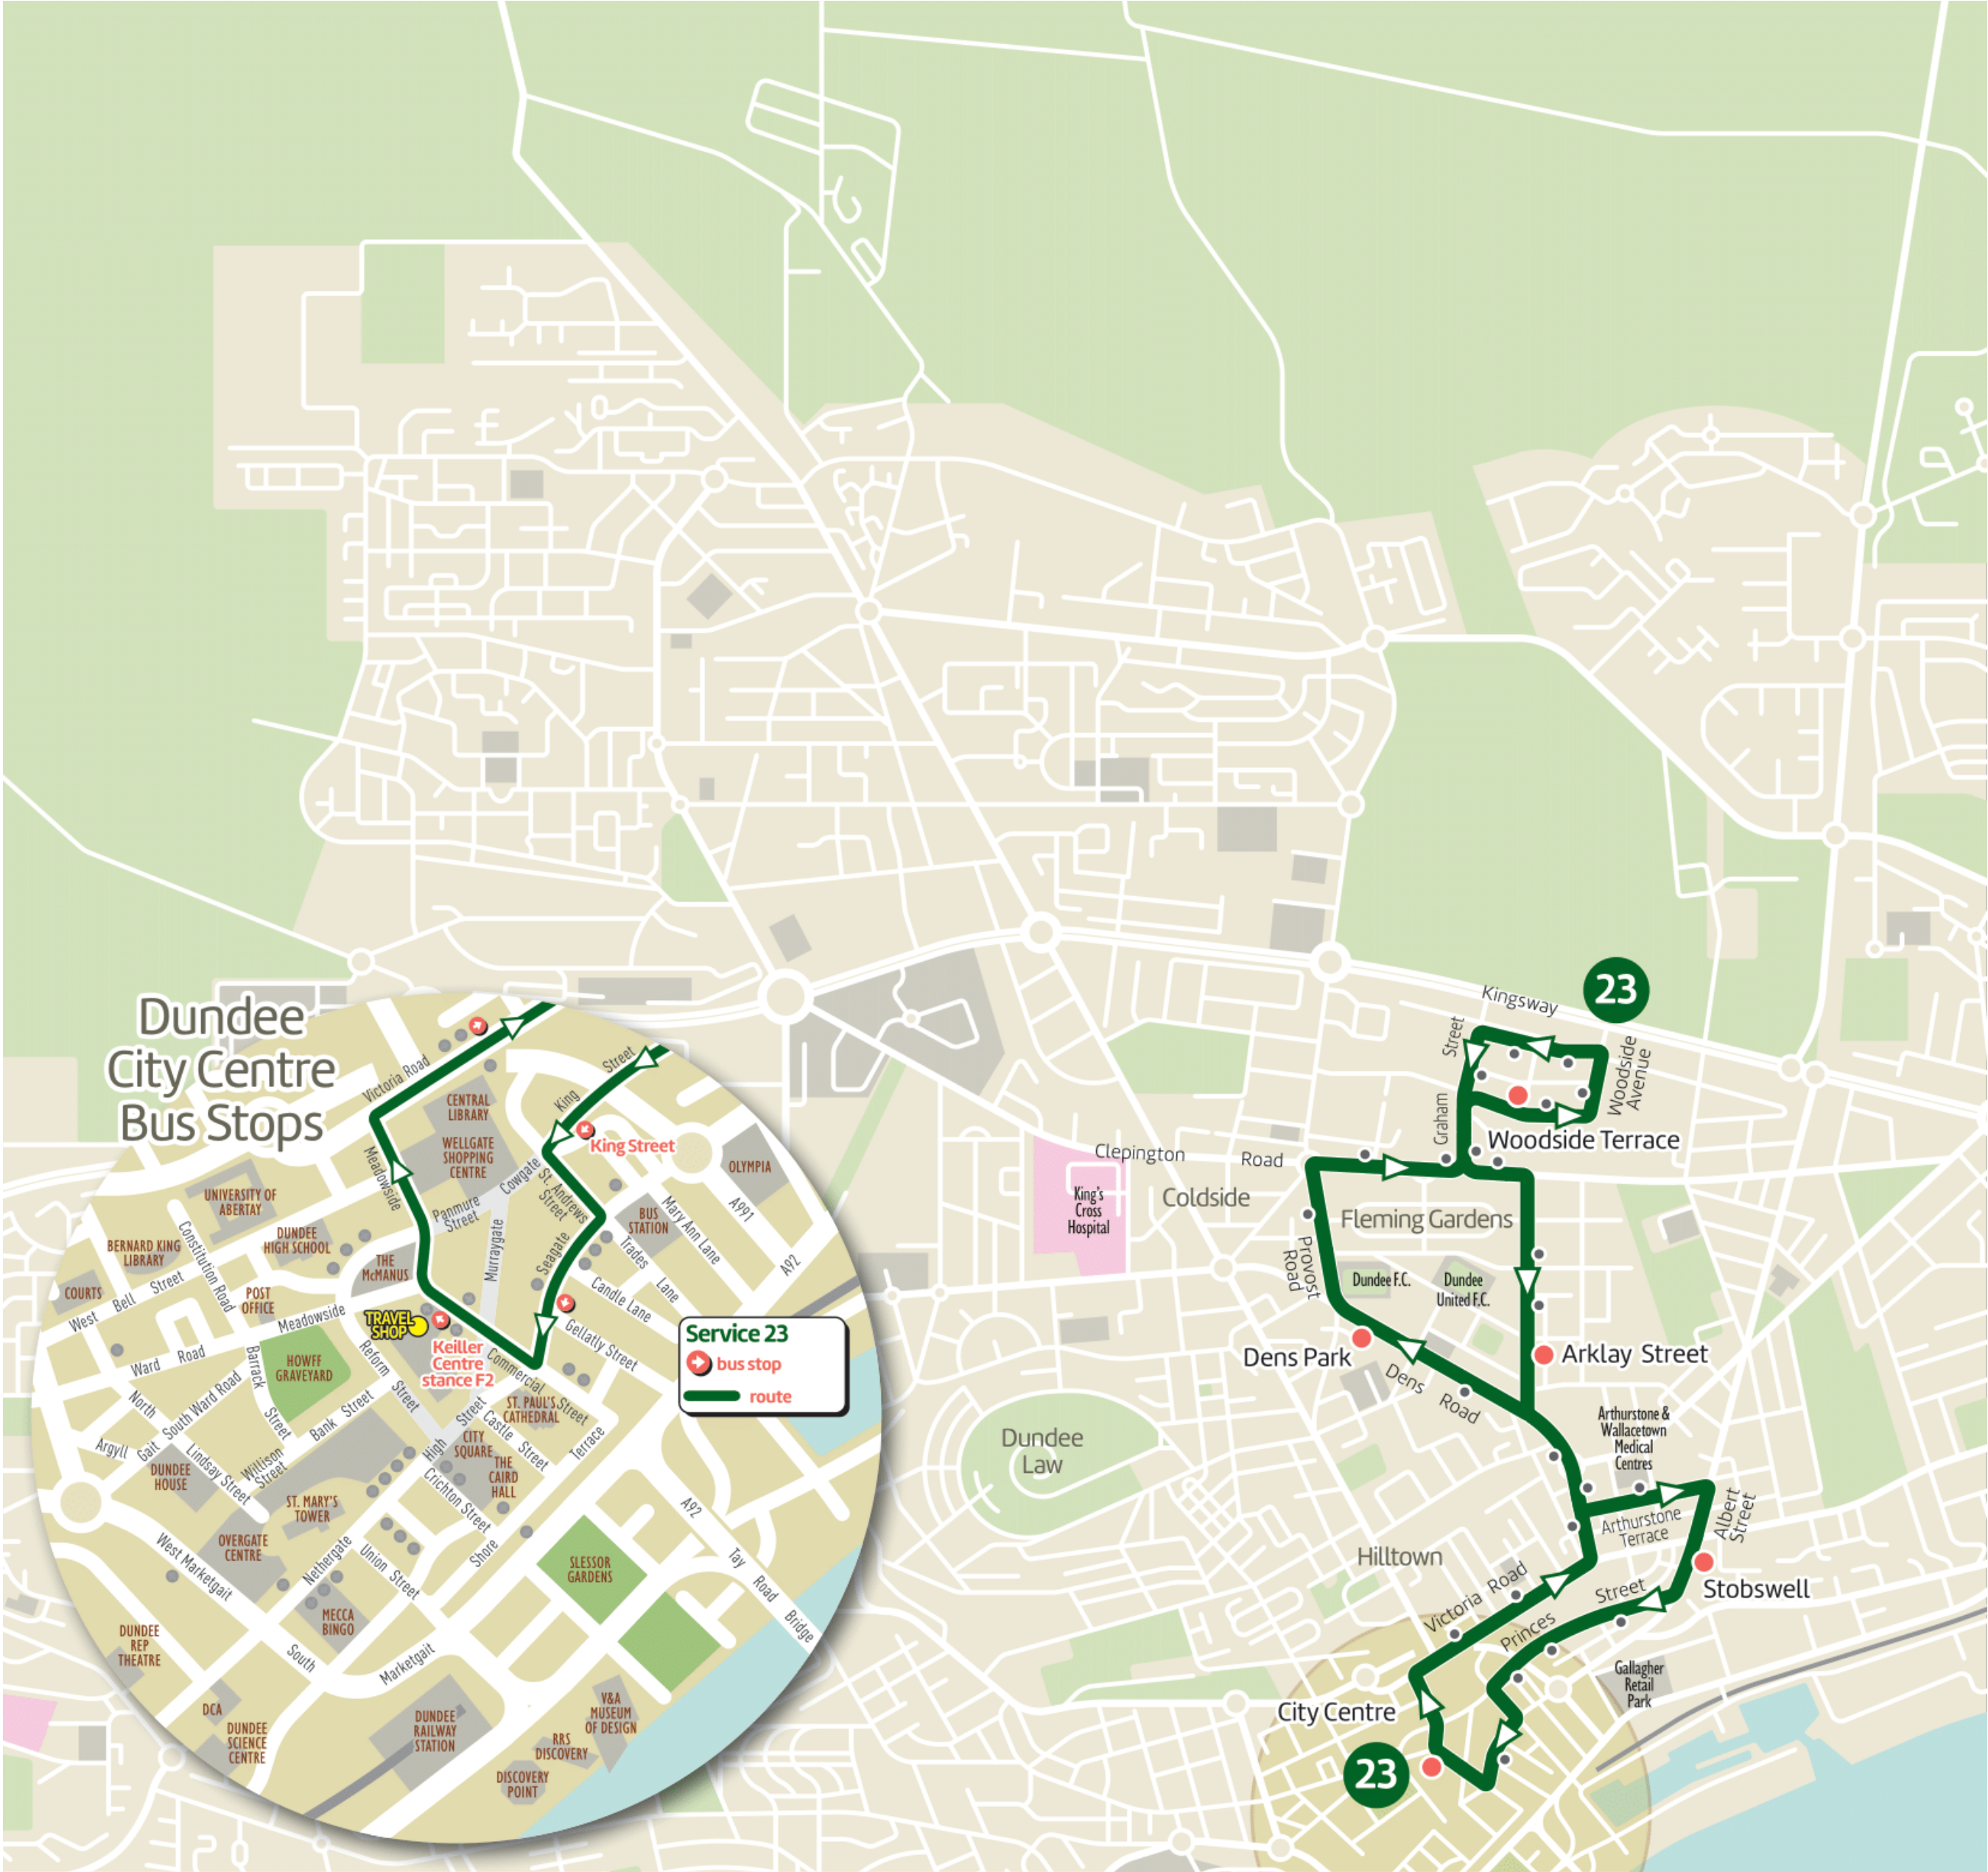 Dundee
City Centre
Bus Stops
Victoria Road
CENTRAL
LIBRARY
WELLGATE
SHOPPING
CENTRE
King
Street
King Street
OLYMPIA
Meadowside
Cowgate
St. Andrews
Street
Panmure
Street
UNIVERSITY OF
ABERTAY
DUNDEE
HIGH SCHOOL
BERNARD KING
LIBRARY
Constitution Road
THE
McMANUS
Murraygate
Seagate
BUS
STATION
Mary Ann Lane
A991
A92
Trades
Lane
Candle Lane
Gellatly Street
COURTS
West
Bell
Street
POST
OFFICE
Meadowside
TRAVEL
SHOP
Keiller
Centre
stance F2
Commercial
Street
Ward
Road
Barrack
Street
HOWFF
GRAVEYARD
Reform
Street
North
South Ward Road
Bank
Street
ST. PAUL'S
CATHEDRAL
High
Street
Castle
Street
CITY
SQUARE
THE
CAIRD
HALL
Terrace
Argyll
Gait
DUNDEE
HOUSE
Lindsay Street
Willison
Street
ST. MARY'S
TOWER
Crichton Street
Shore
OVERGATE
CENTRE
West Marketgait
Nethergate
Union
Street
MECCA
BINGO
SLESSOR
GARDENS
A92
Tay
Road
Bridge
DUNDEE
REP
THEATRE
South
Marketgait
DCA
DUNDEE
SCIENCE
CENTRE
DUNDEE
RAILWAY
STATION
V&A
MUSEUM
OF DESIGN
RRS
DISCOVERY
DISCOVERY
POINT
Service 23
bus stop
route
23
Kingsway
Street
Graham
Woodside
Avenue
Woodside Terrace
Clepington
Road
King's
Cross
Hospital
Coldside
Fleming Gardens
Provost
Road
Dundee F.C.
Dundee
United F.C.
Dens Park
Arklay Street
Dens
Road
Arthurstone &
Wallacetown
Medical
Centres
Dundee
Law
Arthurstone
Terrace
Albert
Street
Hilltown
Stobswell
Victoria
Road
Princes
Street
Gallagher
Retail
Park
City Centre
23